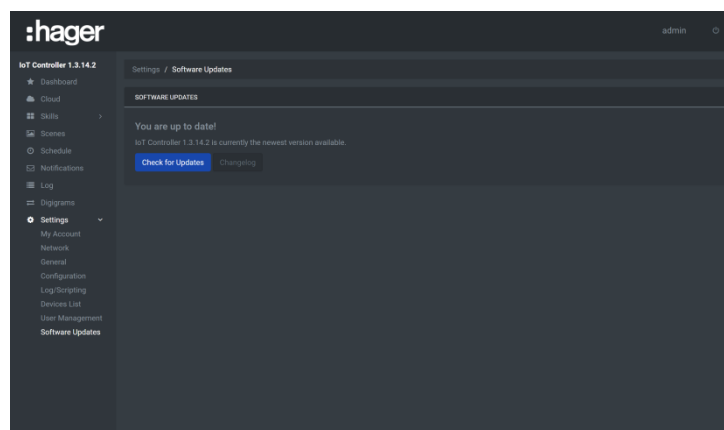 :hager
admin
IoT Controller 1.3.14.2
Dashboard
Cloud
Skills
Scenes
Schedule
Notifications
Log
Digigrams
Settings
My Account
Network
General
Configuration
Log/Scripting
Devices List
User Management
Software Updates
Settings / Software Updates
SOFTWARE UPDATES
You are up to date!
IoT Controller 1.3.14.2 is currently the newest version available.
Check for Updates
Changelog